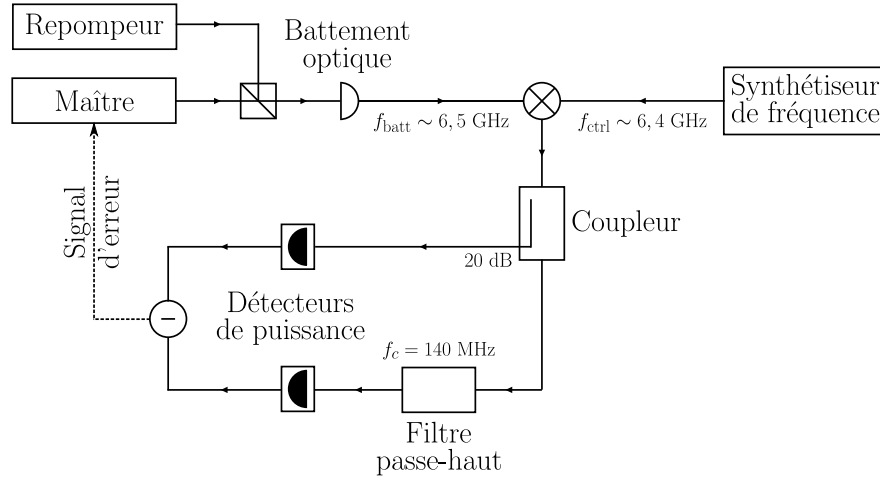 Repompeur
Battement
optique
Maître
Synthétiseur
de fréquence
f_batt ∼ 6, 5 GHz
f_ctrl ∼ 6, 4 GHz
Coupleur
20 dB
Signal
d'erreur
Détecteurs
de puissance
−
f_c = 140 MHz
Filtre
passe-haut